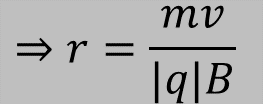 ⇒ r = mv / |q|B